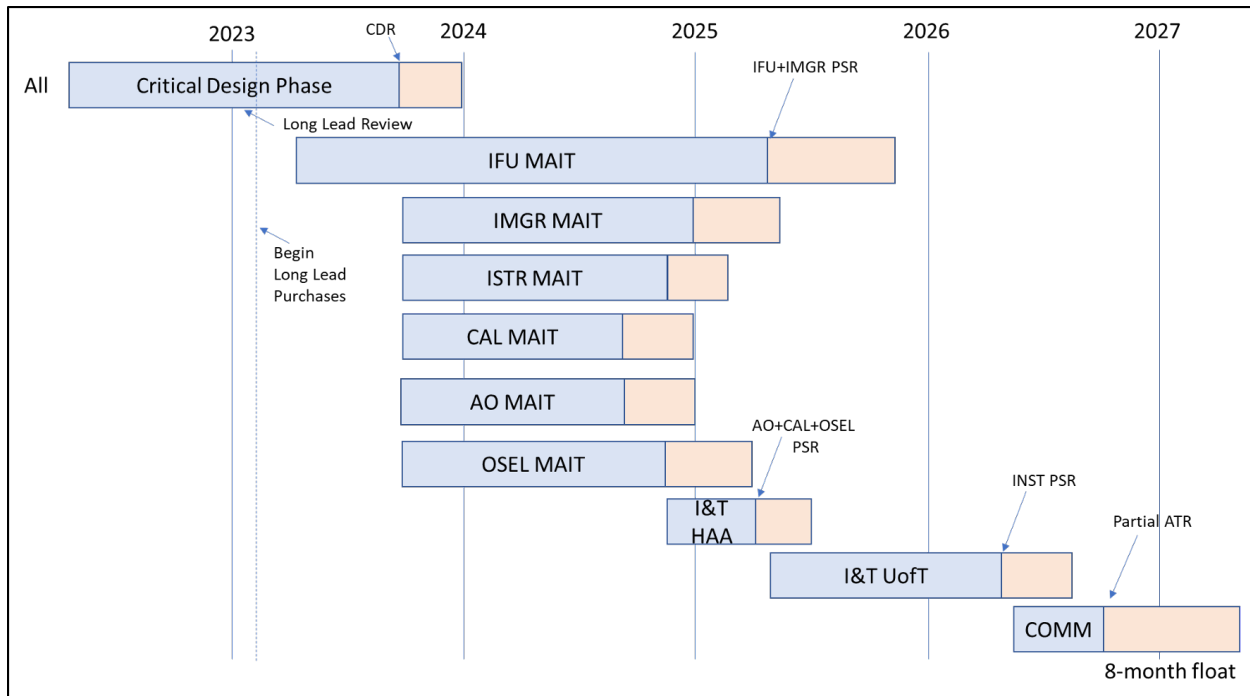 2023
2024
2025
2026
2027
CDR
All
Critical Design Phase
IFU+IMGR PSR
Long Lead Review
IFU MAIT
IMGR MAIT
Begin
Long Lead
Purchases
ISTR MAIT
CAL MAIT
AO MAIT
AO+CAL+OSEL
PSR
OSEL MAIT
INST PSR
I&T
HAA
Partial ATR
I&T UofT
COMM
8-month float